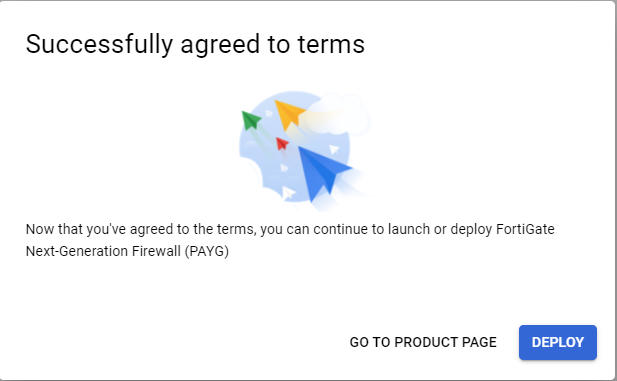 Successfully agreed to terms
Now that you've agreed to the terms, you can continue to launch or deploy FortiGate
Next-Generation Firewall (PAYG)
GO TO PRODUCT PAGE
DEPLOY